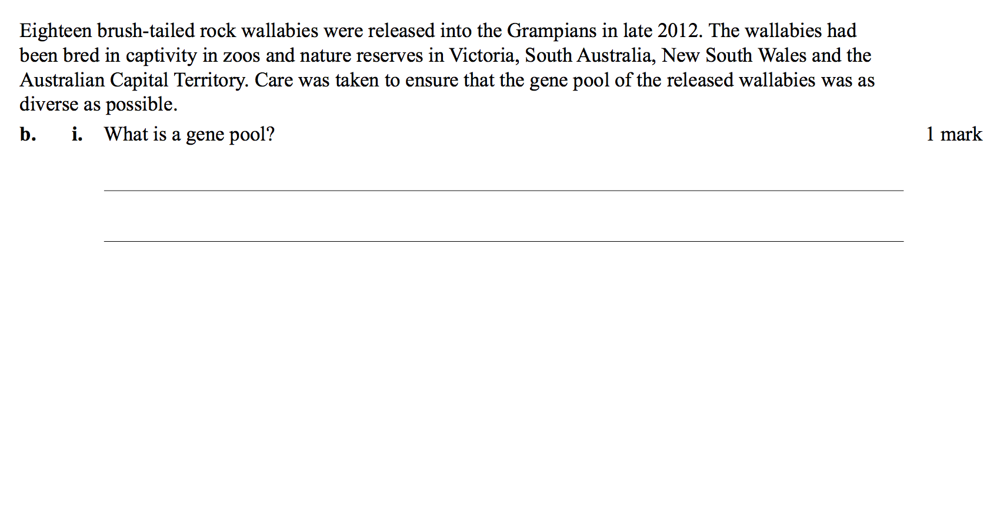 Eighteen brush-tailed rock wallabies were released into the Grampians in late 2012. The wallabies had
been bred in captivity in zoos and nature reserves in Victoria, South Australia, New South Wales and the
Australian Capital Territory. Care was taken to ensure that the gene pool of the released wallabies was as
diverse as possible.
b. i. What is a gene pool? 1 mark